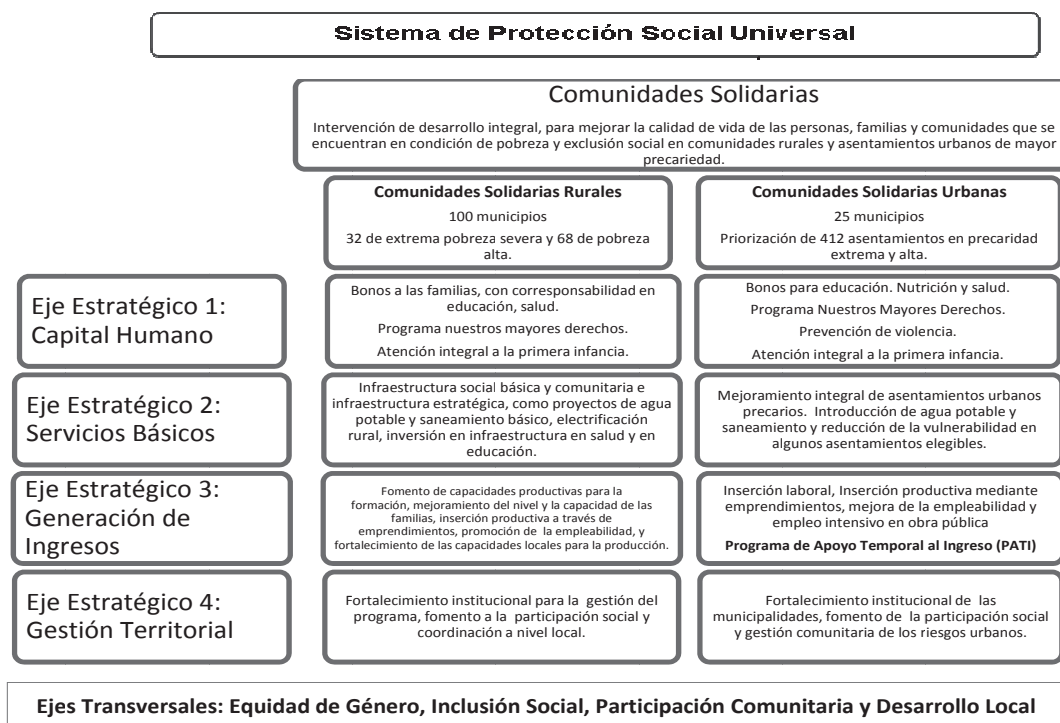 Sistema de Protección Social Universal
Comunidades Solidarias
Intervención de desarrollo integral, para mejorar la calidad de vida de las personas, familias y comunidades que se
encuentran en condición de pobreza y exclusión social en comunidades rurales y asentamientos urbanos de mayor
precariedad.
Comunidades Solidarias Rurales
100 municipios
32 de extrema pobreza severa y 68 de pobreza
alta.
Comunidades Solidarias Urbanas
25 municipios
Priorización de 412 asentamientos en precaridad
extrema y alta.
Eje Estratégico 1:
Capital Humano
Bonos a las familias, con corresponsabilidad en
educación, salud.
Programa nuestros mayores derechos.
Atención integral a la primera infancia.
Bonos para educación. Nutrición y salud.
Programa Nuestros Mayores Derechos.
Prevención de violencia.
Atención integral a la primera infancia.
Eje Estratégico 2:
Servicios Básicos
Infraestructura social básica y comunitaria e
infraestructura estratégica, como proyectos de agua
potable y saneamiento básico, electrificación
rural, inversión en infraestructura en salud y en
educación.
Mejoramiento integral de asentamientos urbanos
precarios. Introducción de agua potable y
saneamiento y reducción de la vulnerabilidad en
algunos asentamientos elegibles.
Eje Estratégico 3:
Generación de
Ingresos
Fomento de capacidades productivas para la
formación, mejoramiento del nivel y la capacidad de las
familias, inserción productiva a través de
emprendimientos, promoción de la empleabilidad, y
fortalecimiento de las capacidades locales para la producción.
Inserción laboral, Inserción productiva mediante
emprendimientos, mejora de la empleabilidad y
empleo intensivo en obra pública
Programa de Apoyo Temporal al Ingreso (PATI)
Eje Estratégico 4:
Gestión Territorial
Fortalecimiento institucional para la gestión del
programa, fomento a la participación social y
coordinación a nivel local.
Fortalecimiento institucional de las
municipalidades, fomento de la participación social
y gestión comunitaria de los riesgos urbanos.
Ejes Transversales: Equidad de Género, Inclusión Social, Participación Comunitaria y Desarrollo Local